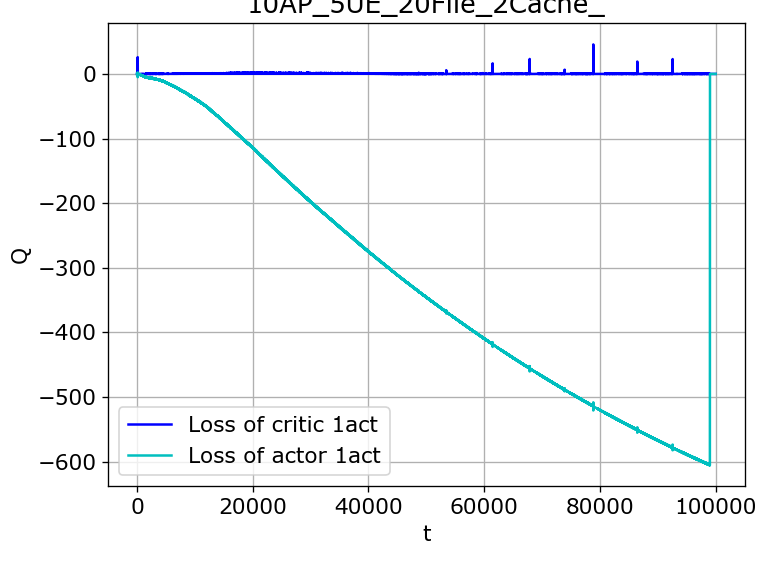 10AP_5UE_20File_2Cache_
0
−100
−200
−300
−400
−500
−600
Q
Loss of critic 1act
Loss of actor 1act
0 20000 40000 60000 80000 100000
t